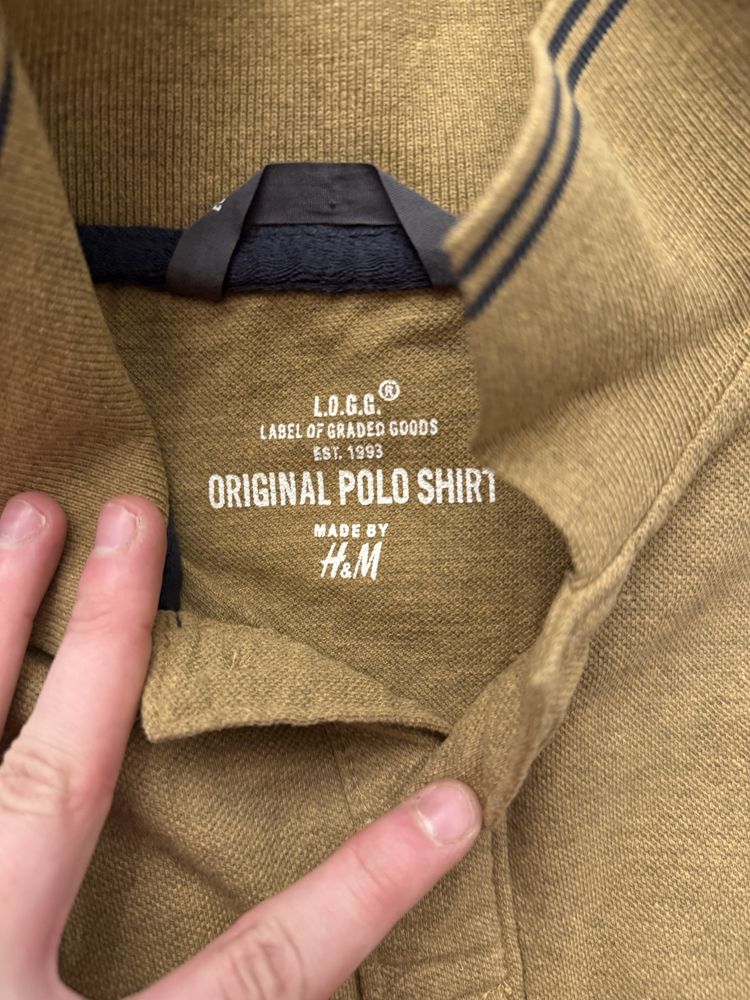 L.O.G.G.®
LABEL OF GRADED GOODS
EST. 1993
ORIGINAL POLO SHIRT
MADE BY
H&M